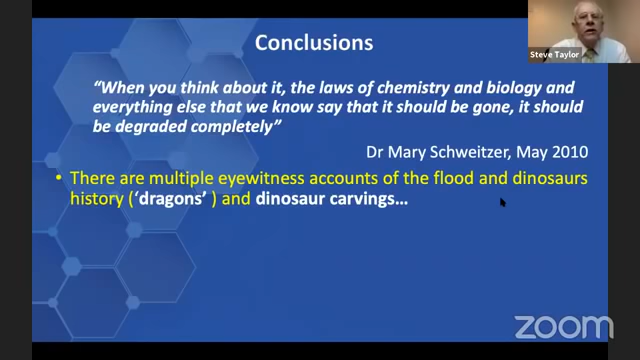 Conclusions
Steve Taylor
“When you think about it, the laws of chemistry and biology and
everything else that we know say that it should be gone, it should
be degraded completely”
Dr Mary Schweitzer, May 2010
• There are multiple eyewitness accounts of the flood and dinosaurs
history (‘dragons’ ) and dinosaur carvings…
zoom